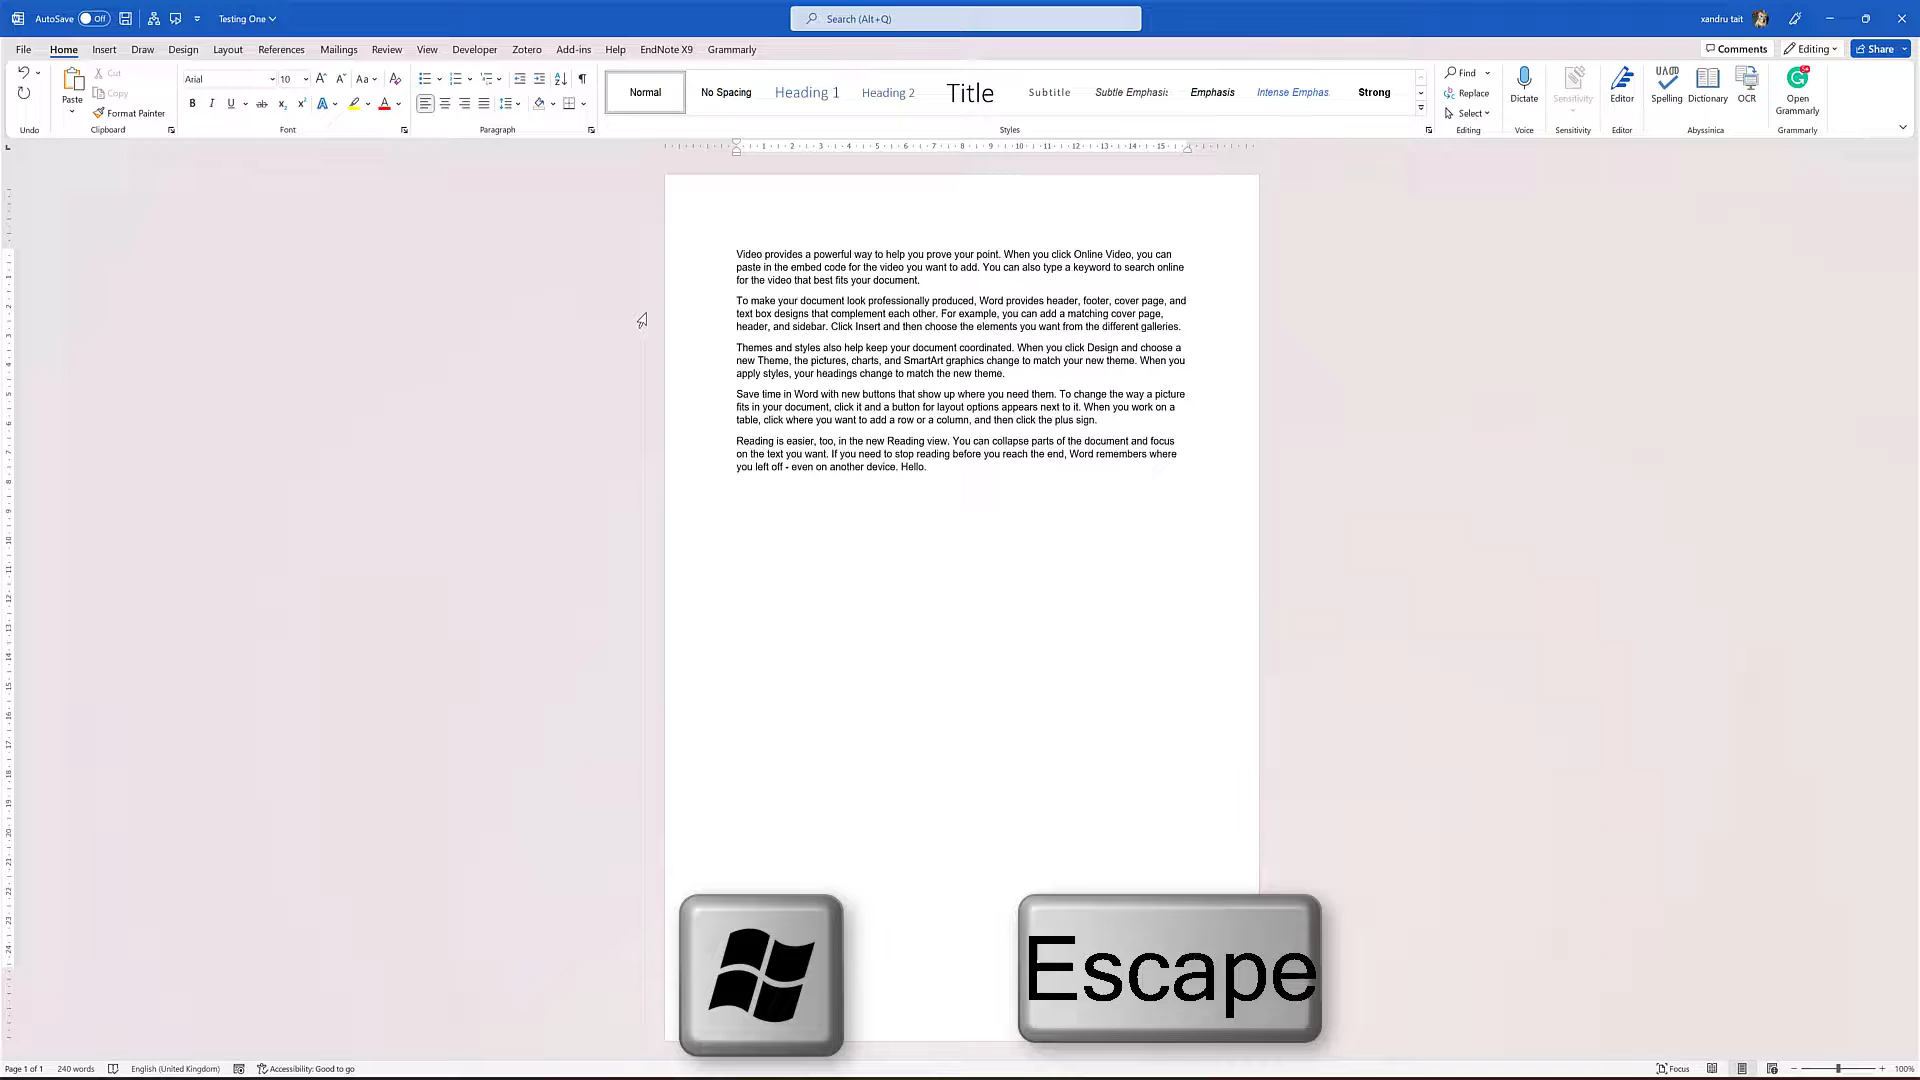 AutoSave Off Testing One Search (Alt+Q) xandru tait
File Home Insert Draw Design Layout References Mailings Review View Developer Zotero Add-ins Help EndNote X9 Grammarly Comments Editing Share
Paste
Cut
Copy
Format Painter
Arial 10
Normal No Spacing Heading 1 Heading 2 Title Subtitle Subtle Emphasis Emphasis Intense Emphas. Strong
Find
Replace
Select
Dictate Sensitivity Editor Spelling Dictionary OCR Open
Grammarly
Undo Clipboard Font Paragraph Styles Editing Voice Sensitivity Editor Abyssinica Grammarly
1 2 3 4 5 6 7 8 9 10 11 12 13 14 15
Video provides a powerful way to help you prove your point. When you click Online Video, you can
paste in the embed code for the video you want to add. You can also type a keyword to search online
for the video that best fits your document.
To make your document look professionally produced, Word provides header, footer, cover page, and
text box designs that complement each other. For example, you can add a matching cover page,
header, and sidebar. Click Insert and then choose the elements you want from the different galleries.
Themes and styles also help keep your document coordinated. When you click Design and choose a
new Theme, the pictures, charts, and SmartArt graphics change to match your new theme. When you
apply styles, your headings change to match the new theme.
Save time in Word with new buttons that show up where you need them. To change the way a picture
fits in your document, click it and a button for layout options appears next to it. When you work on a
table, click where you want to add a row or a column, and then click the plus sign.
Reading is easier, too, in the new Reading view. You can collapse parts of the document and focus
on the text you want. If you need to stop reading before you reach the end, Word remembers where
you left off - even on another device. Hello.
Escape
Page 1 of 1 240 words English (United Kingdom) Accessibility: Good to go Focus 100%